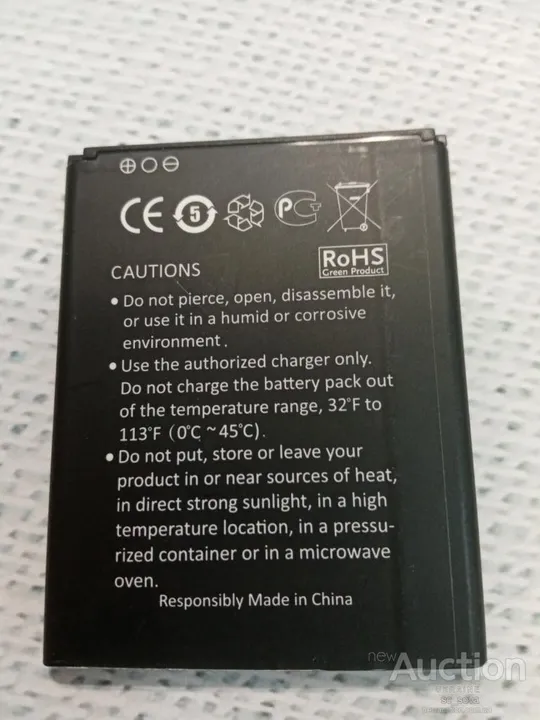 CE 5 PG
RoHS
Green Product
CAUTIONS
• Do not pierce, open, disassemble it,
or use it in a humid or corrosive
environment.
• Use the authorized charger only.
Do not charge the battery pack out
of the temperature range, 32°F to
113°F (0°C ~45°C).
• Do not put, store or leave your
product in or near sources of heat,
in direct strong sunlight, in a high
temperature location, in a pressu-
rized container or in a microwave
oven.
Responsibly Made in China
newAuction